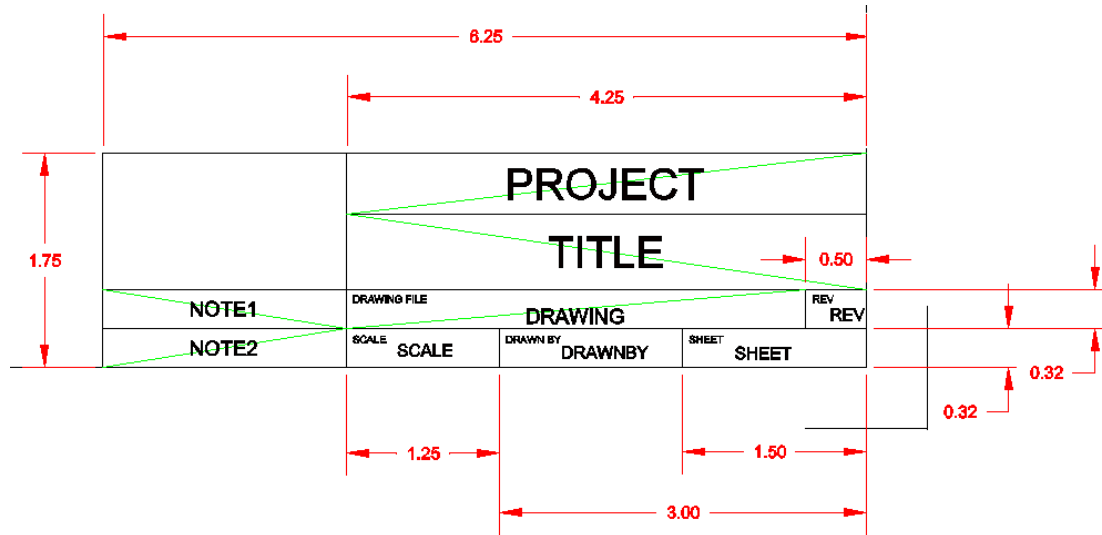 6.25
4.25
PROJECT
1.75
TITLE
0.50
NOTE1
DRAWING FILE
DRAWING
REV
REV
NOTE2
SCALE
SCALE
DRAWN BY
DRAWNBY
SHEET
SHEET
0.32
0.32
1.25
1.50
3.00